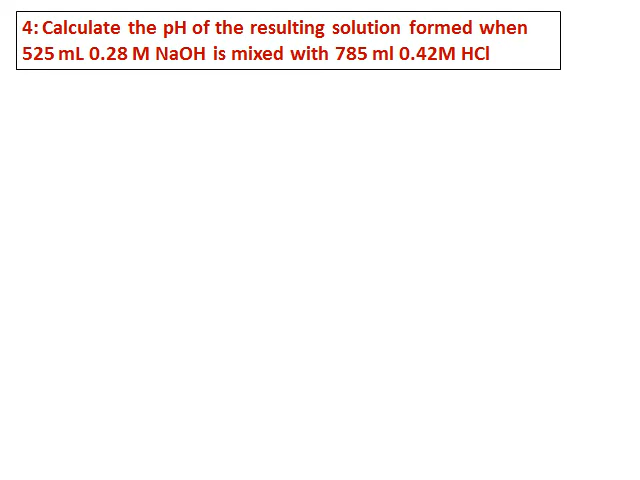 4: Calculate the pH of the resulting solution formed when
525 mL 0.28 M NaOH is mixed with 785 ml 0.42M HCl